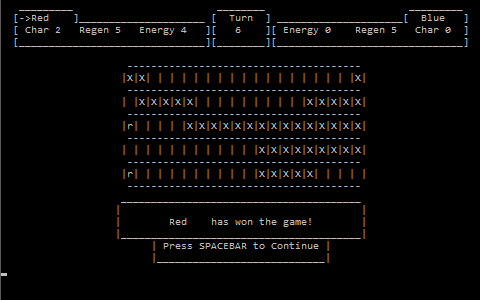 ->Red Turn Blue
Char 2 Regen 5 Energy 4 6 Energy 0 Regen 5 Char 0
|x|x| | | | | | | | | | | | | | | | | |x|
| |x|x|x|x|x| | | | | | | | | |x|x|x|x|x|
|r| | | | |x|x|x|x|x|x|x|x|x|x|x|x|x|x|x|
| | | | | | | | | | | |x|x|x|x|x|x|x|x|x|
|r| | | | | | | | | | |x|x|x|x|x| | | | |
Red has won the game!
Press SPACEBAR to Continue